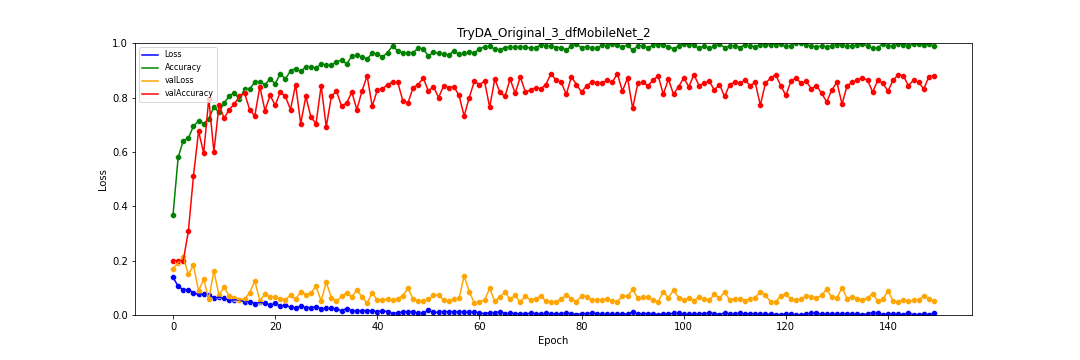 TryDA_Original_3_dfMobileNet_2
Loss
Accuracy
valLoss
valAccuracy
1.0
0.8
0.6
0.4
0.2
0.0
Loss
0 20 40 60 80 100 120 140
Epoch